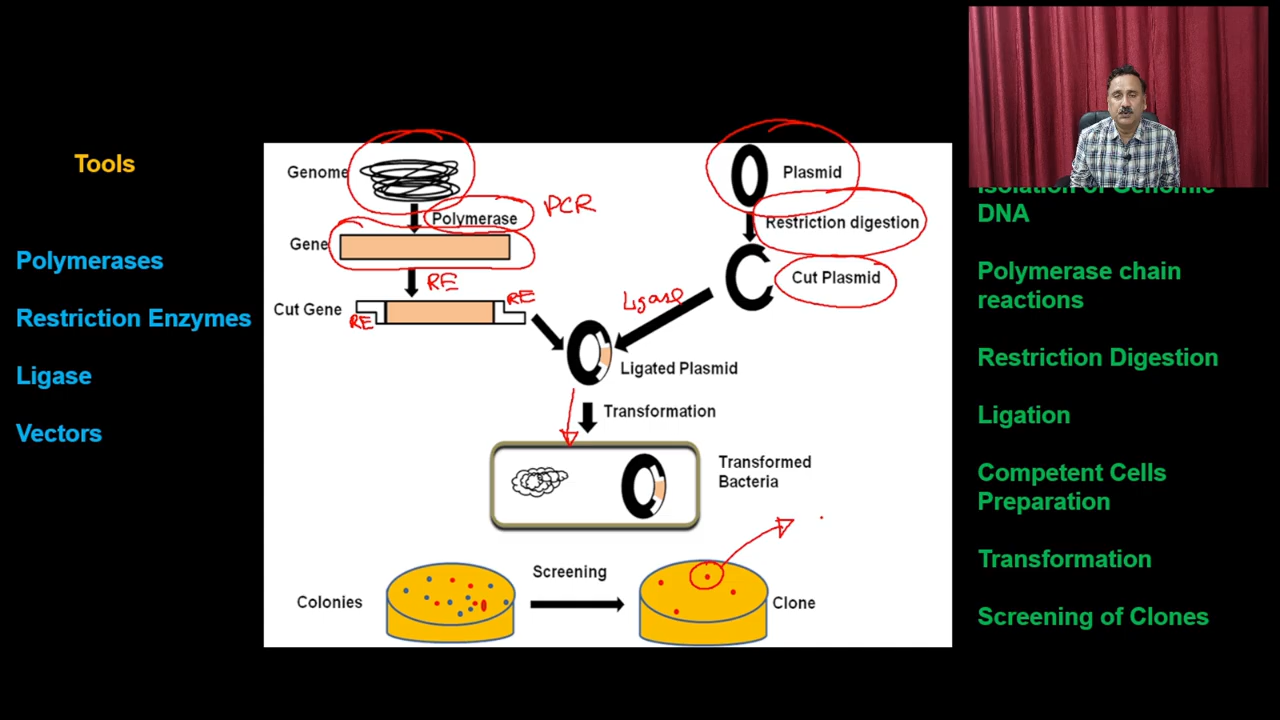 Tools
Polymerases
Restriction Enzymes
Ligase
Vectors
Genome
Polymerase
PCR
Gene
RE
Cut Gene
RE
RE
Plasmid
Restriction digestion
Cut Plasmid
Ligase
Ligated Plasmid
Transformation
Transformed
Bacteria
Colonies
Screening
Clone
Isolation of Genomic
DNA
Polymerase chain
reactions
Restriction Digestion
Ligation
Competent Cells
Preparation
Transformation
Screening of Clones